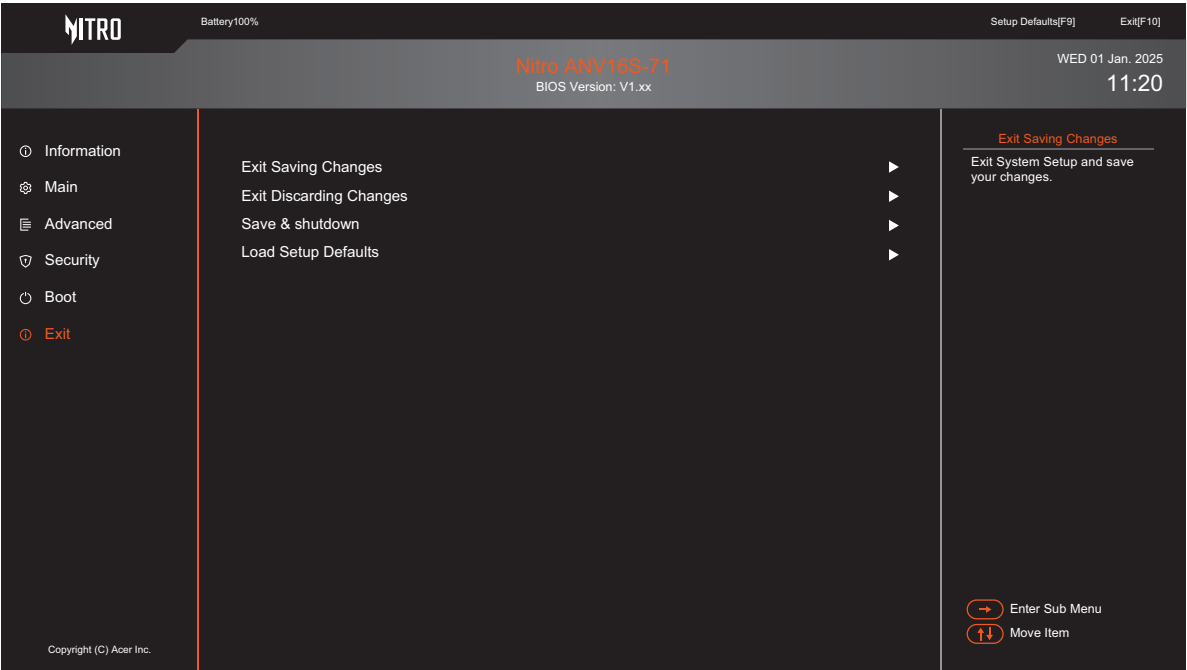 NITRO
Battery100%
Setup Defaults[F9]
Exit[F10]
Nitro ANV16S-71
BIOS Version: V1.xx
WED 01 Jan. 2025
11:20
Information
Main
Advanced
Security
Boot
Exit
Exit Saving Changes
Exit Discarding Changes
Save & shutdown
Load Setup Defaults
Exit Saving Changes
Exit System Setup and save
your changes.
Enter Sub Menu
Move Item
Copyright (C) Acer Inc.